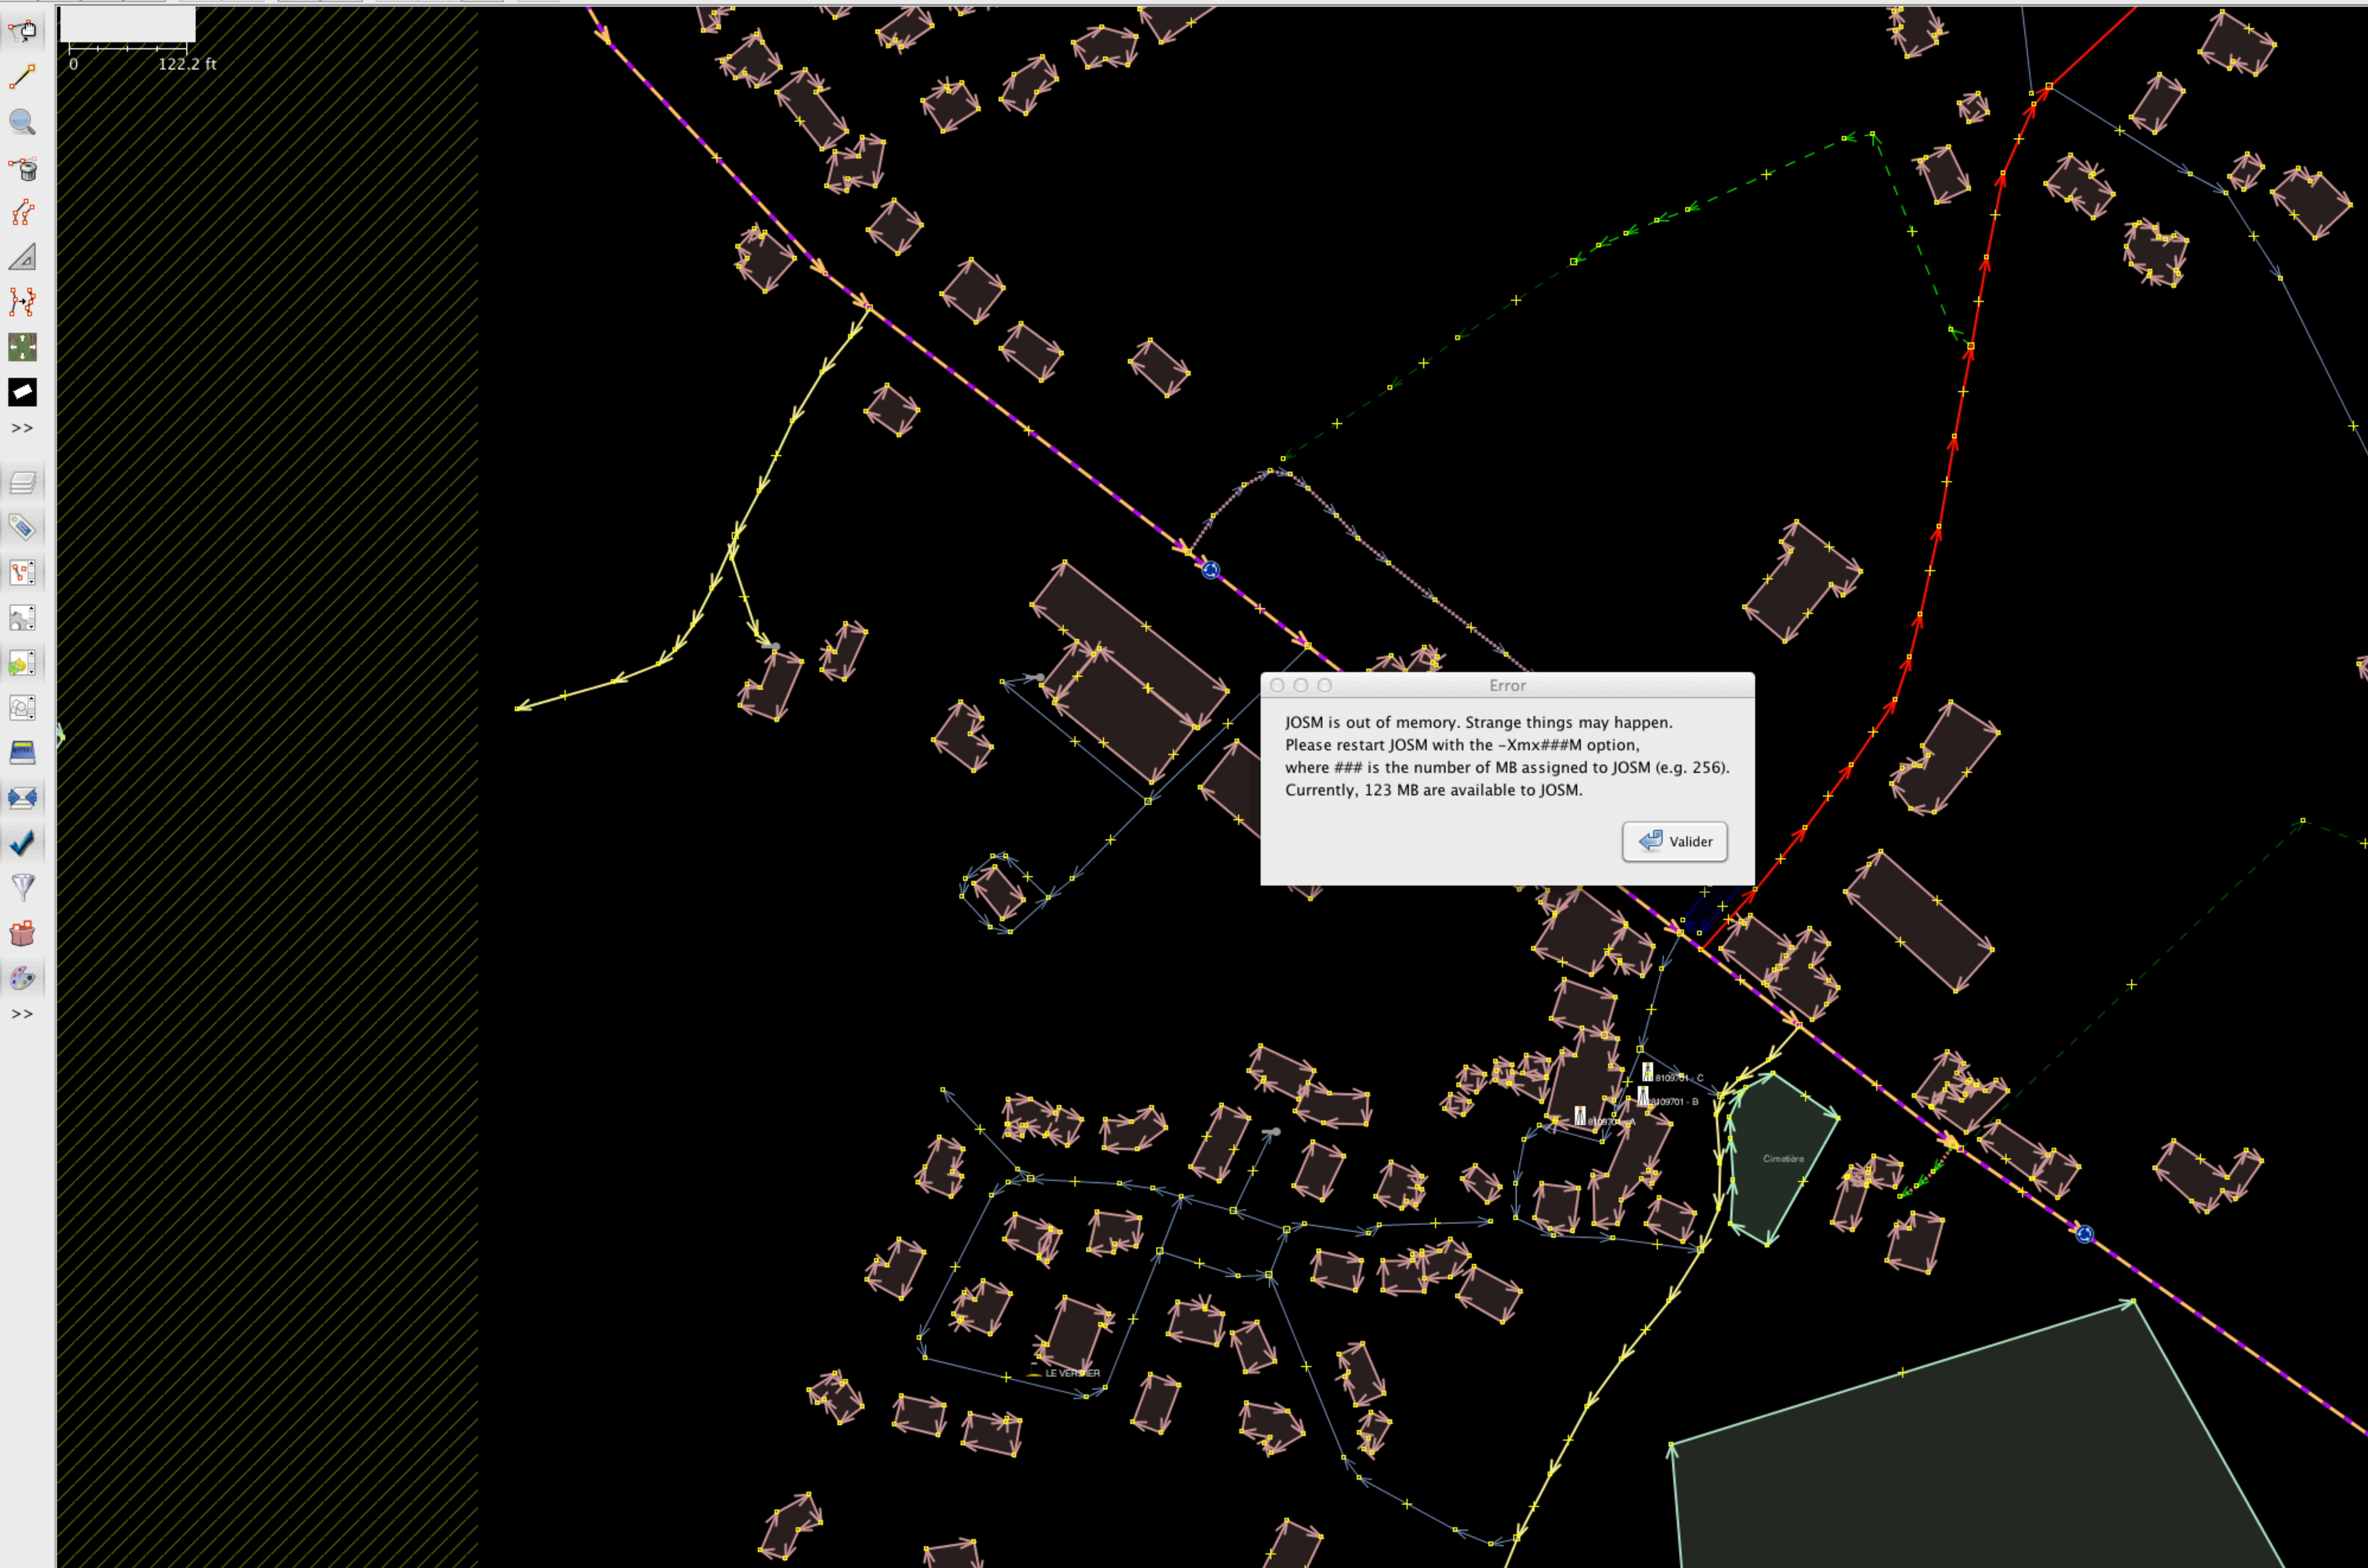 0 122.2 ft
>>
>>
Error
JOSM is out of memory. Strange things may happen.
Please restart JOSM with the -Xmx###M option,
where ### is the number of MB assigned to JOSM (e.g. 256).
Currently, 123 MB are available to JOSM.
Valider
8109701 - C
8109701 - B
Cimetière